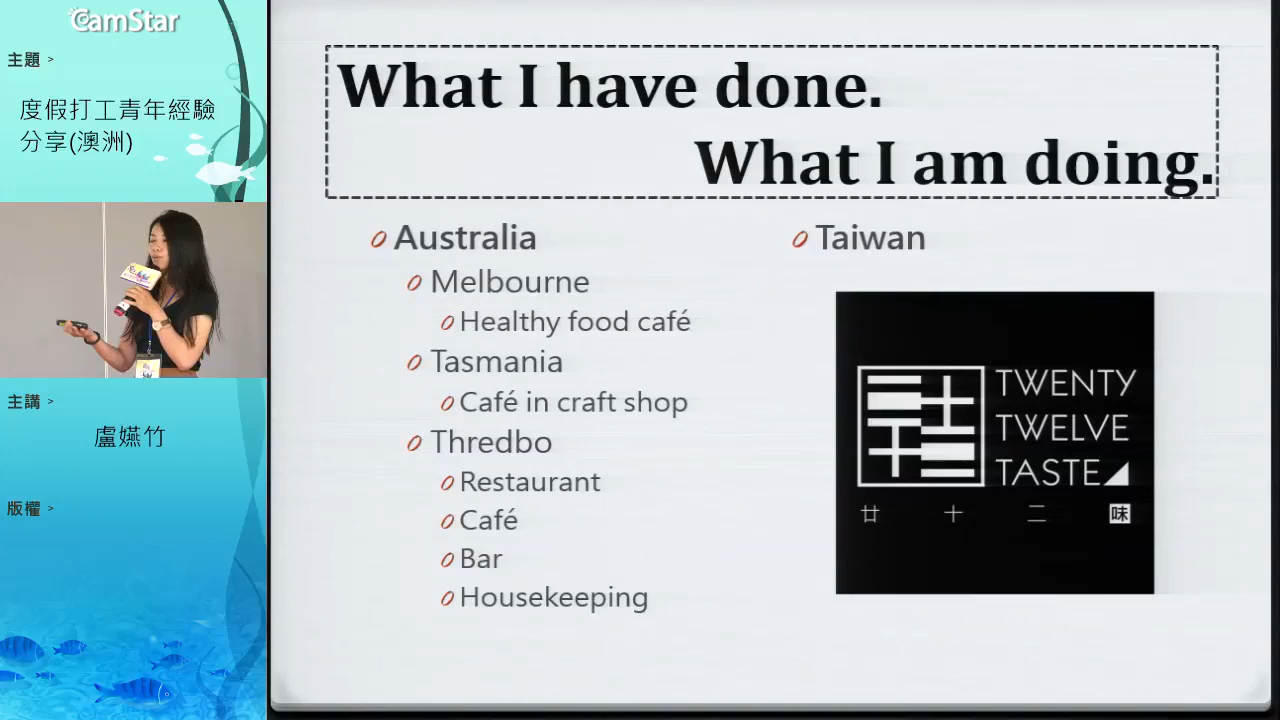 CamStar
主題 >
度假打工青年經驗
分享(澳洲)
主講 >
盧嬿竹
版權 >
What I have done.
What I am doing.
Australia
Melbourne
Healthy food café
Tasmania
Café in craft shop
Thredbo
Restaurant
Café
Bar
Housekeeping
Taiwan
TWENTY
TWELVE
TASTE
廿 十 二 味